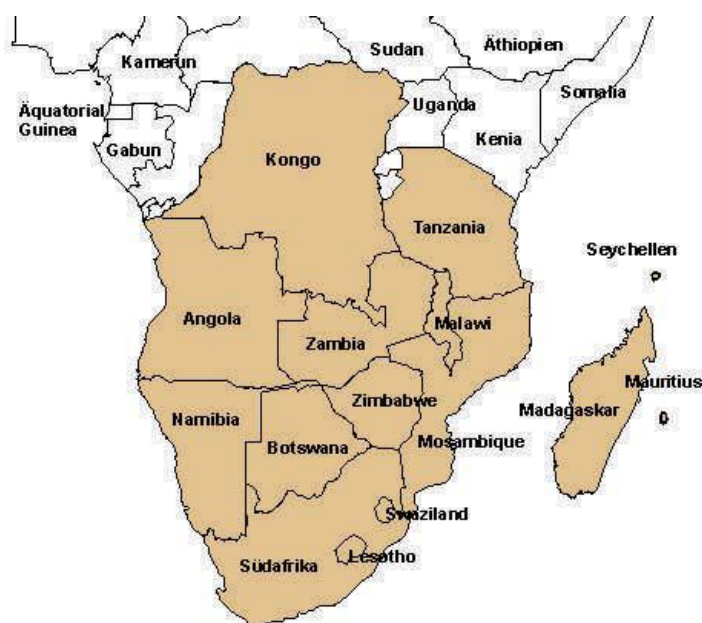 Sudan
Äthiopien
Kamerun
Somalia
Äquatorial
Guinea
Uganda
Kenia
Gabun
Kongo
Tanzania
Seychellen
Angola
Malawi
Zambia
Mauritius
Zimbabwe
Madagaskar
Namibia
Botswana
Mosambique
Swaziland
Lesotho
Südafrika